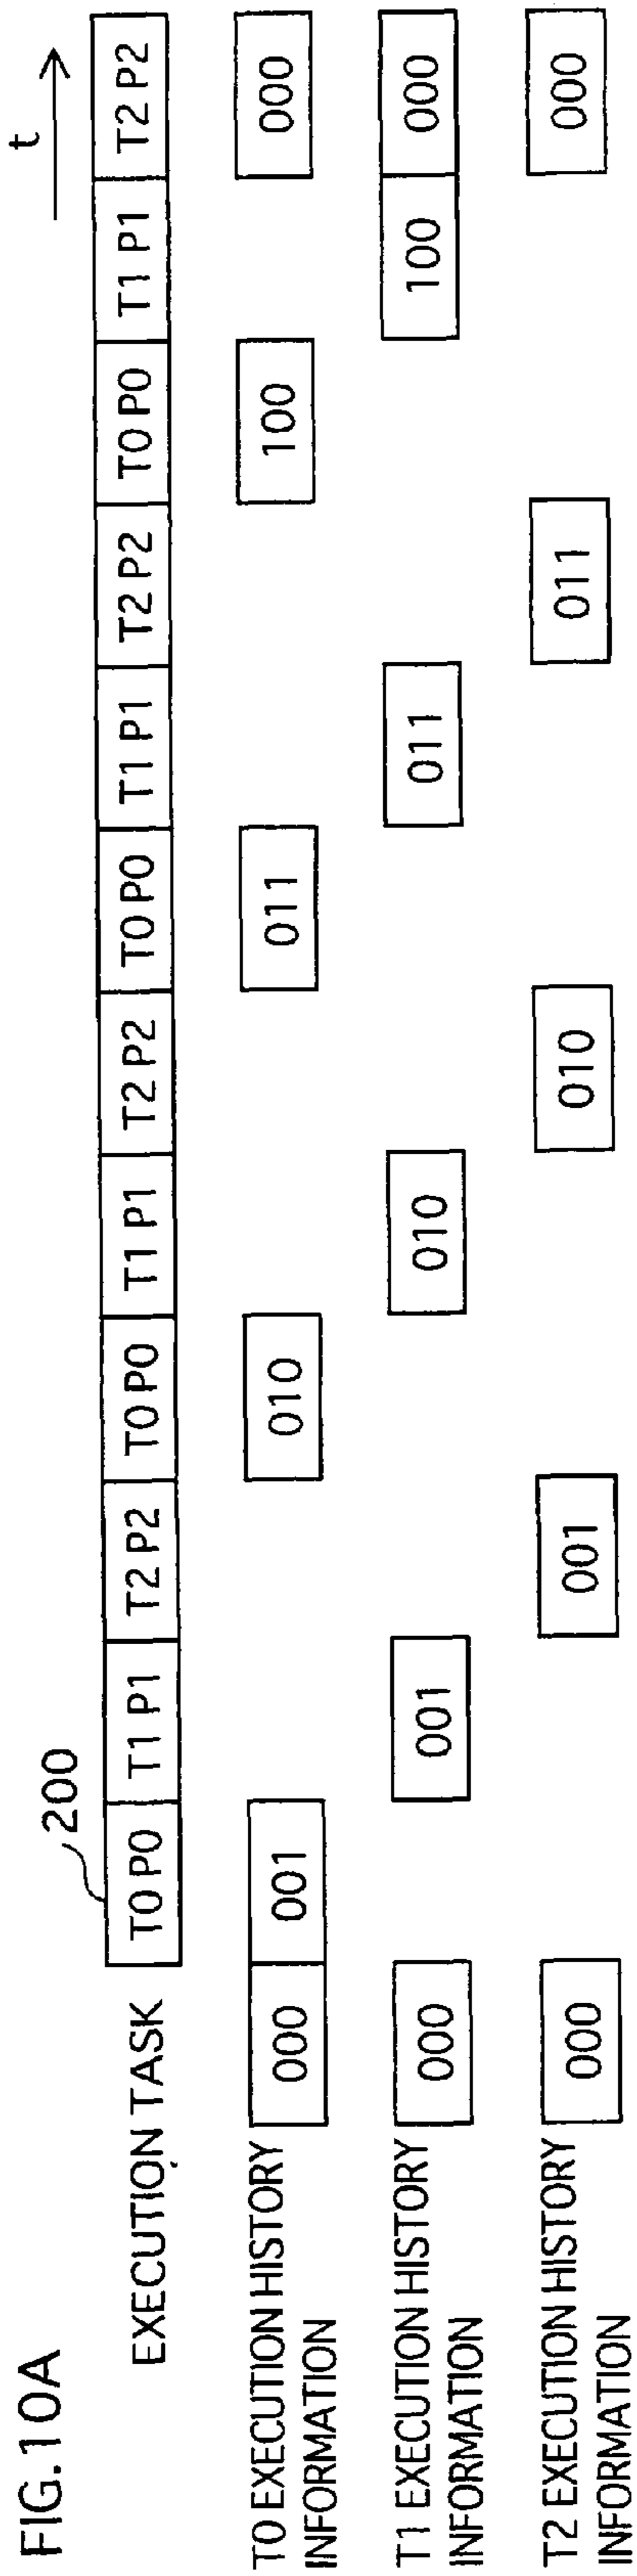 FIG.10A
t
200
EXECUTION TASK
T0 P0 T1 P1 T2 P2 T0 P0 T1 P1 T2 P2 T0 P0 T1 P1 T2 P2 T0 P0 T1 P1 T2 P2
T0 EXECUTION HISTORY
INFORMATION
000 001 010 011 100 000
T1 EXECUTION HISTORY
INFORMATION
000 001 010 011 100 000
T2 EXECUTION HISTORY
INFORMATION
000 001 010 011 000